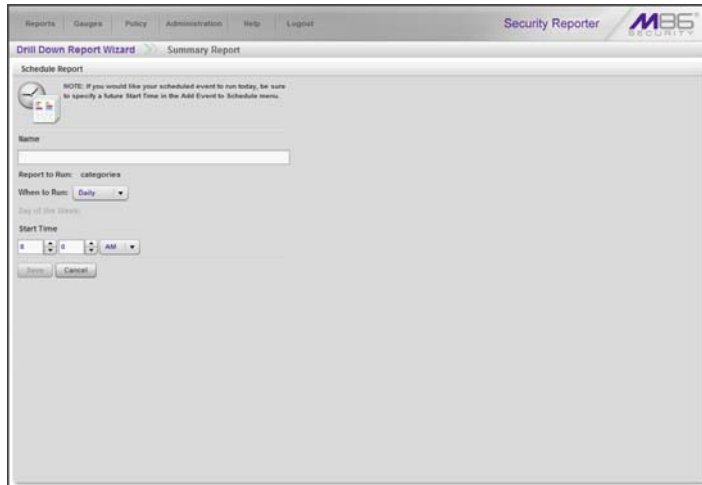 Reports Gauges Policy Administration Help Logout Security Reporter M86 SECURITY
Drill Down Report Wizard Summary Report
Schedule Report
NOTE: If you would like your scheduled event to run today, be sure
to specify a future Start Time in the Add Event to Schedule menu.
Name
Report to Run: categories
When to Run: Daily
Day of the Week:
Start Time
AM
Save Cancel